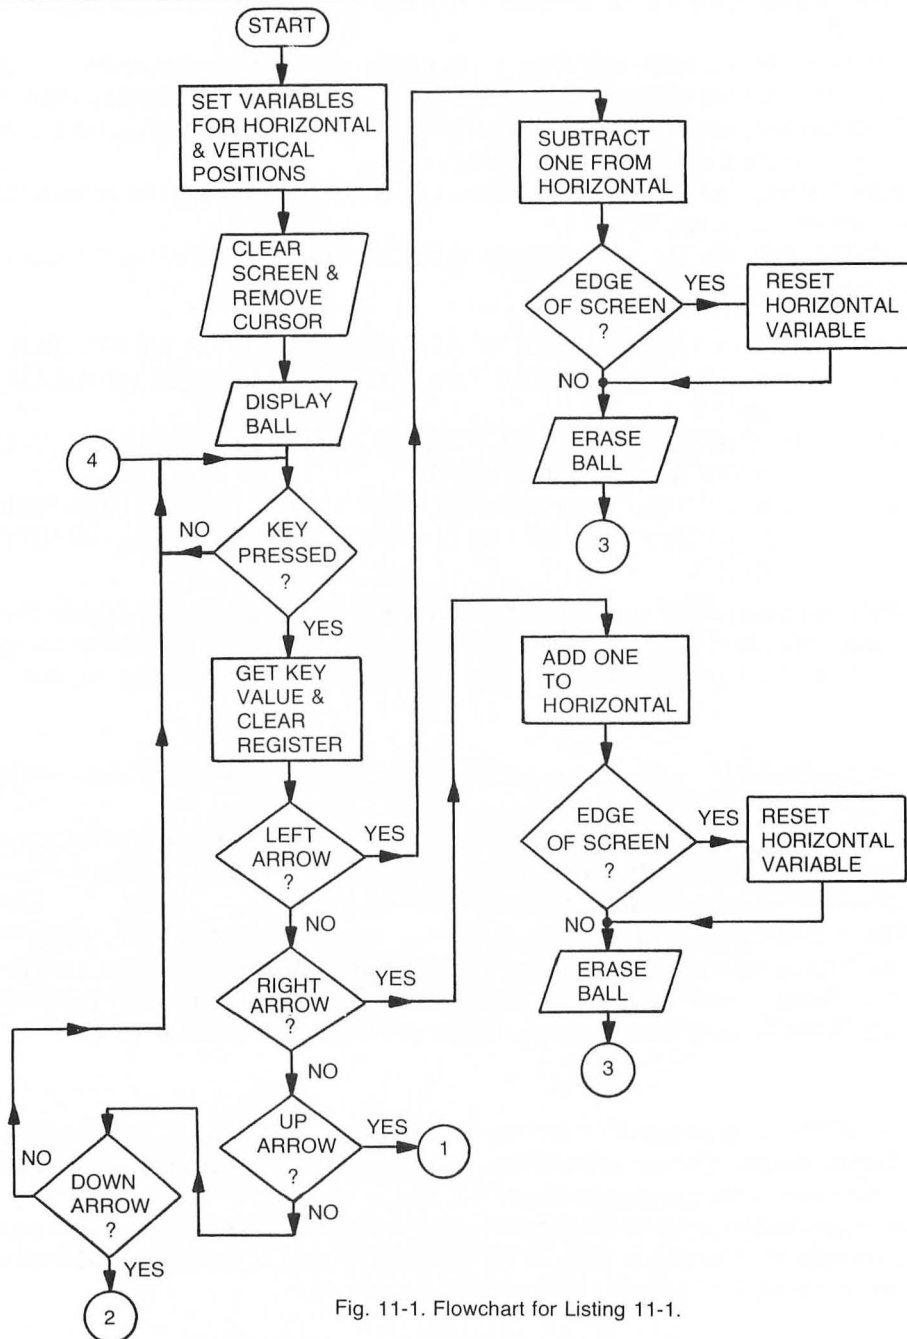 START
SET VARIABLES
FOR HORIZONTAL
& VERTICAL
POSITIONS
CLEAR
SCREEN &
REMOVE
CURSOR
DISPLAY
BALL
4
KEY
PRESSED
?
NO
YES
GET KEY
VALUE &
CLEAR
REGISTER
LEFT
ARROW
?
YES
NO
RIGHT
ARROW
?
YES
NO
UP
ARROW
?
YES
1
NO
DOWN
ARROW
?
NO
YES
2
SUBTRACT
ONE FROM
HORIZONTAL
EDGE
OF SCREEN
?
YES
RESET
HORIZONTAL
VARIABLE
NO
ERASE
BALL
3
ADD ONE
TO
HORIZONTAL
EDGE
OF SCREEN
?
YES
RESET
HORIZONTAL
VARIABLE
NO
ERASE
BALL
3
Fig. 11-1. Flowchart for Listing 11-1.